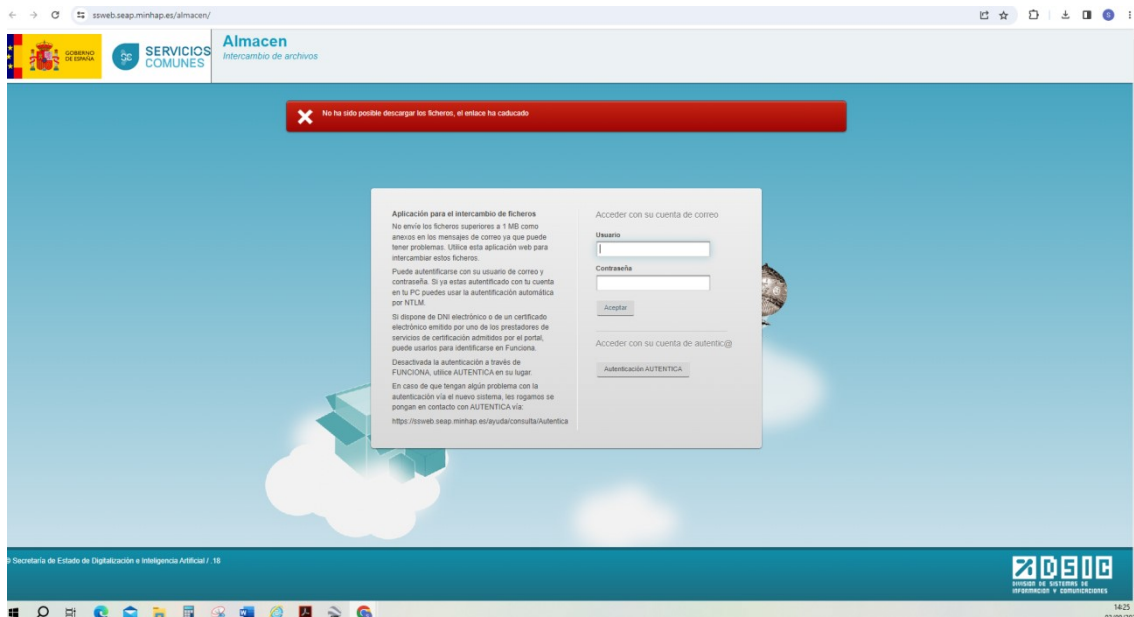 ssweb.seap.minhap.es/almacen/
GOBIERNO
DE ESPAÑA
SERVICIOS
COMUNES
Almacen
Intercambio de archivos
No ha sido posible descargar los ficheros, el enlace ha caducado
Aplicación para el intercambio de ficheros
No envíe los ficheros superiores a 1 MB como
anexos en los mensajes de correo ya que puede
tener problemas. Utilice esta aplicación web para
intercambiar estos ficheros.
Puede autentificarse con su usuario de correo y
contraseña. Si ya estas autentificado con tu cuenta
en tu PC puedes usar la autentificación automática
por NTLM.
Si dispone de DNI electrónico o de un certificado
electrónico emitido por uno de los prestadores de
servicios de certificación admitidos por el portal,
puede usarlos para identificarse en Funciona.
Desactivada la autenticación a través de
FUNCIONA, utilice AUTENTICA en su lugar.
En caso de que tengan algún problema con la
autenticación vía el nuevo sistema, les rogamos se
pongan en contacto con AUTENTICA vía:
https://ssweb.seap.minhap.es/ayuda/consulta/Autentica
Acceder con su cuenta de correo
Usuario
Contraseña
Aceptar
Acceder con su cuenta de autentic@
Autenticación AUTENTICA
Secretaría de Estado de Digitalización e Inteligencia Artificial / .18
DSIC
DIVISION DE SISTEMAS DE
INFORMACION Y COMUNICACIONES
14:25